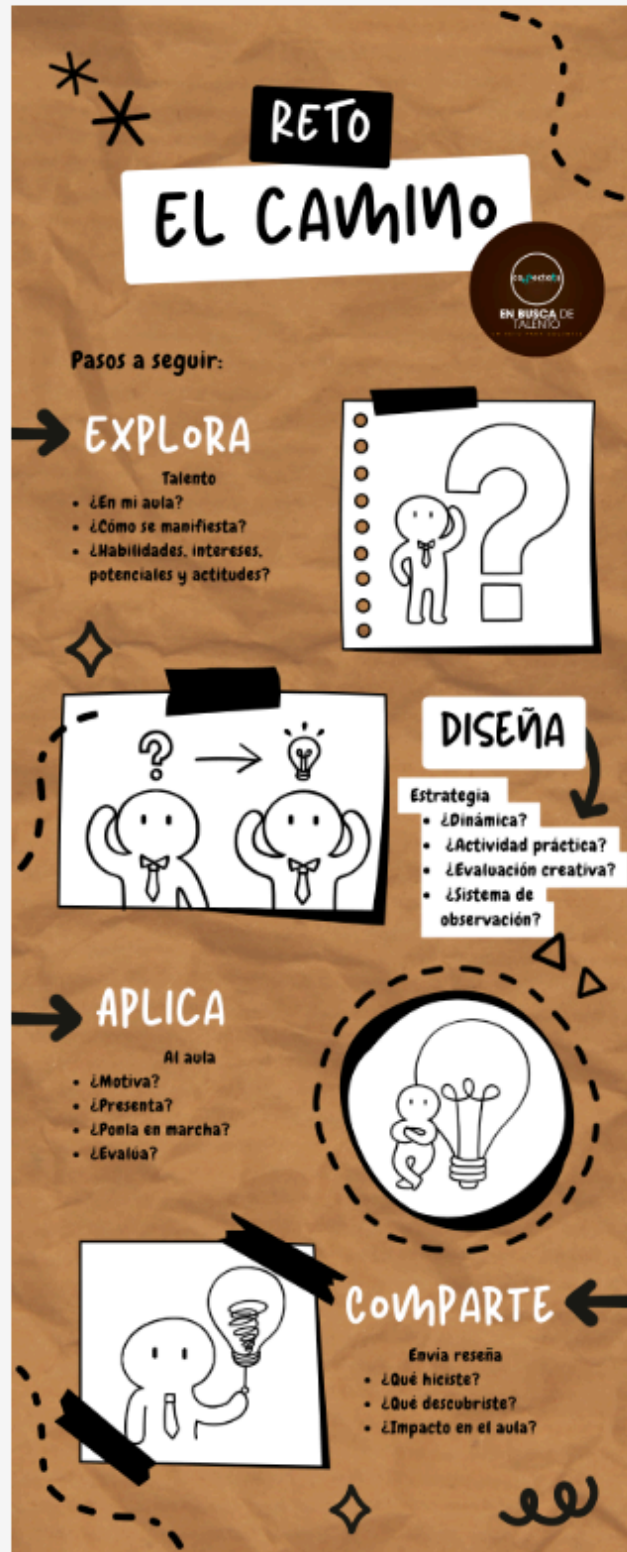 RETO
EL CAMINO
EN BUSCA DE
TALENTO
Pasos a seguir:
EXPLORA
Talento
• ¿En mi aula?
• ¿Cómo se manifiesta?
• ¿Habilidades, intereses,
potenciales y actitudes?
?
? → 
DISEÑA
Estrategia
• ¿Dinámica?
• ¿Actividad práctica?
• ¿Evaluación creativa?
• ¿Sistema de
observación?
APLICA
Al aula
• ¿Motiva?
• ¿Presenta?
• ¿Ponla en marcha?
• ¿Evalúa?
COMPARTE
Envía reseña
• ¿Qué hiciste?
• ¿Qué descubriste?
• ¿Impacto en el aula?